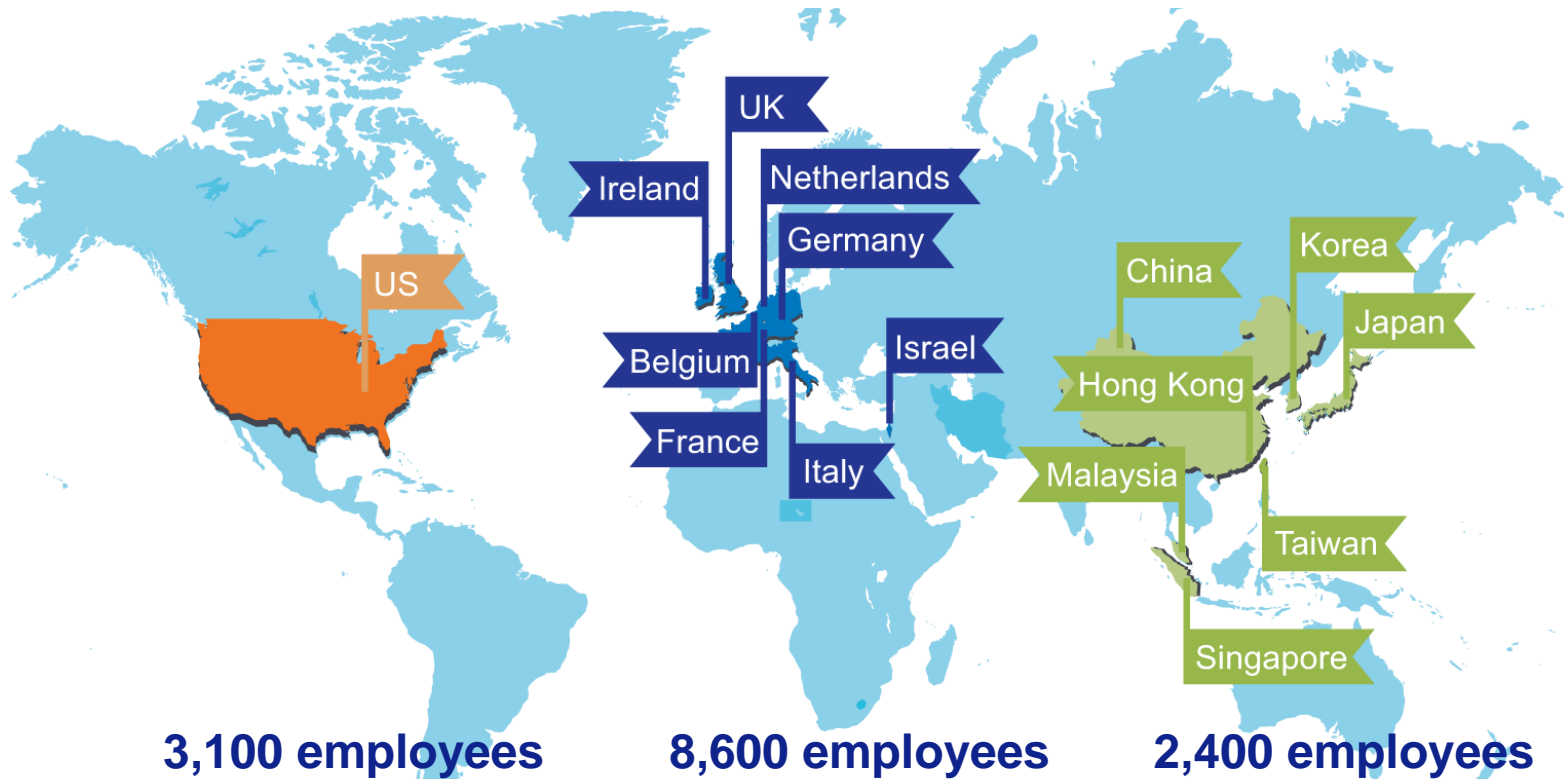 UK
Ireland
Netherlands
Germany
US
China
Korea
Japan
Belgium
Israel
Hong Kong
France
Italy
Malaysia
Taiwan
Singapore
3,100 employees
8,600 employees
2,400 employees